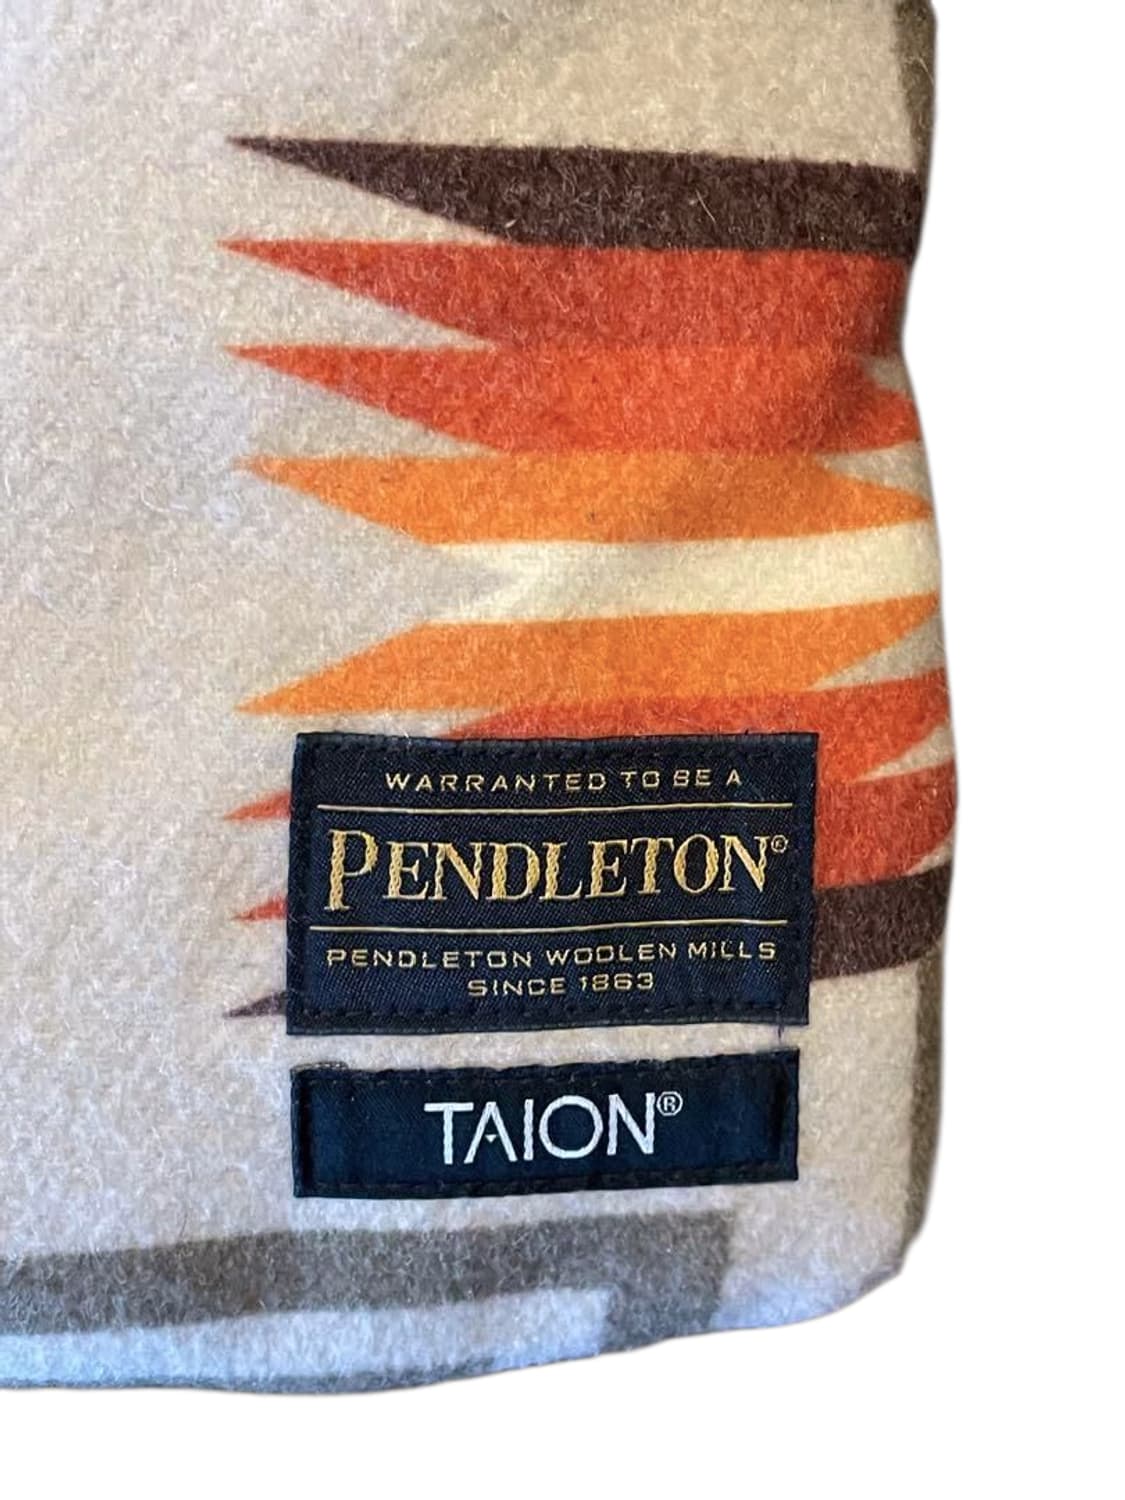 WARRANTED TO BE A
PENDLETON®
PENDLETON WOOLEN MILLS
SINCE 1863
TAION®